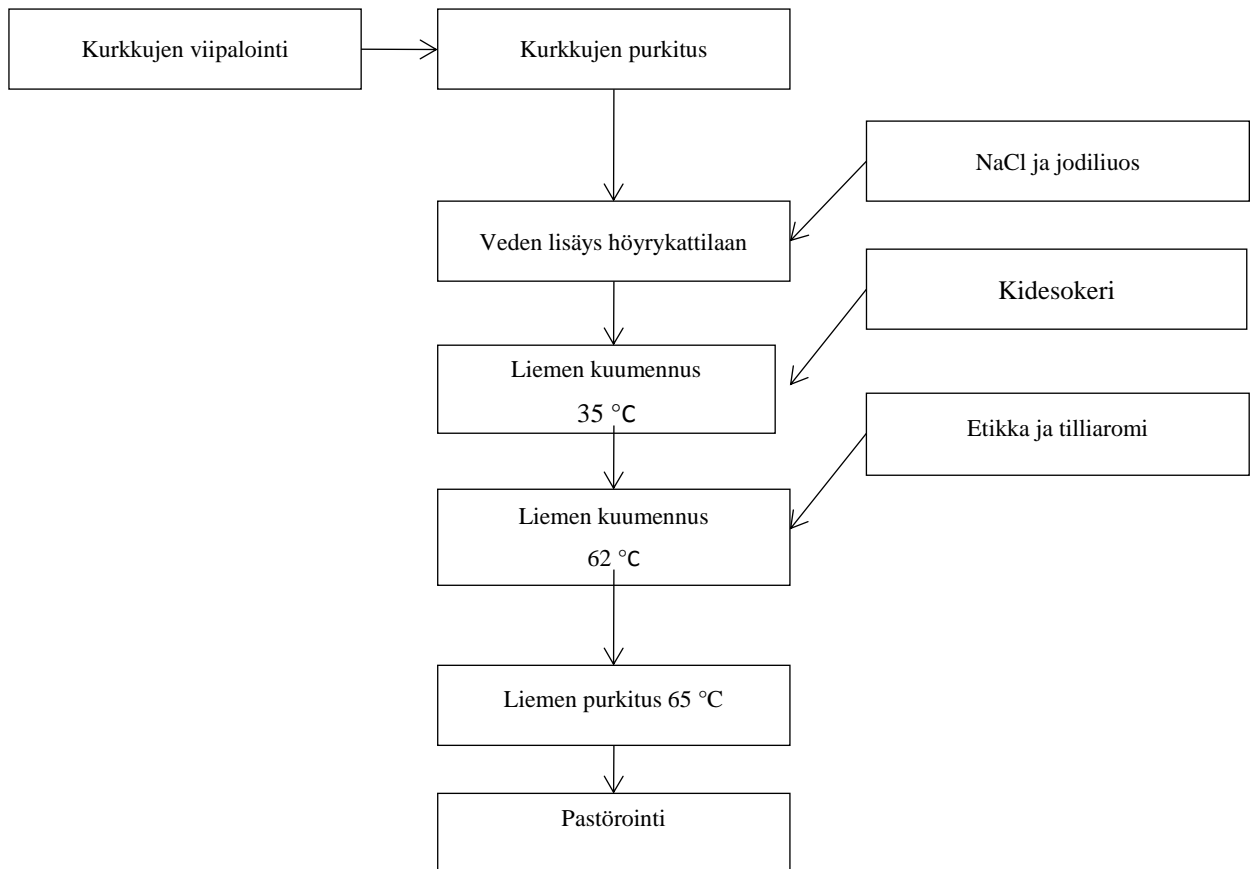 Kurkkujen viipalointi
Kurkkujen purkitus
NaCl ja jodiliuos
Veden lisäys höyrykattilaan
Kidesokeri
Liemen kuumennus
35 °C
Etikka ja tilliaromi
Liemen kuumennus
62 °C
Liemen purkitus 65 °C
Pastörointi